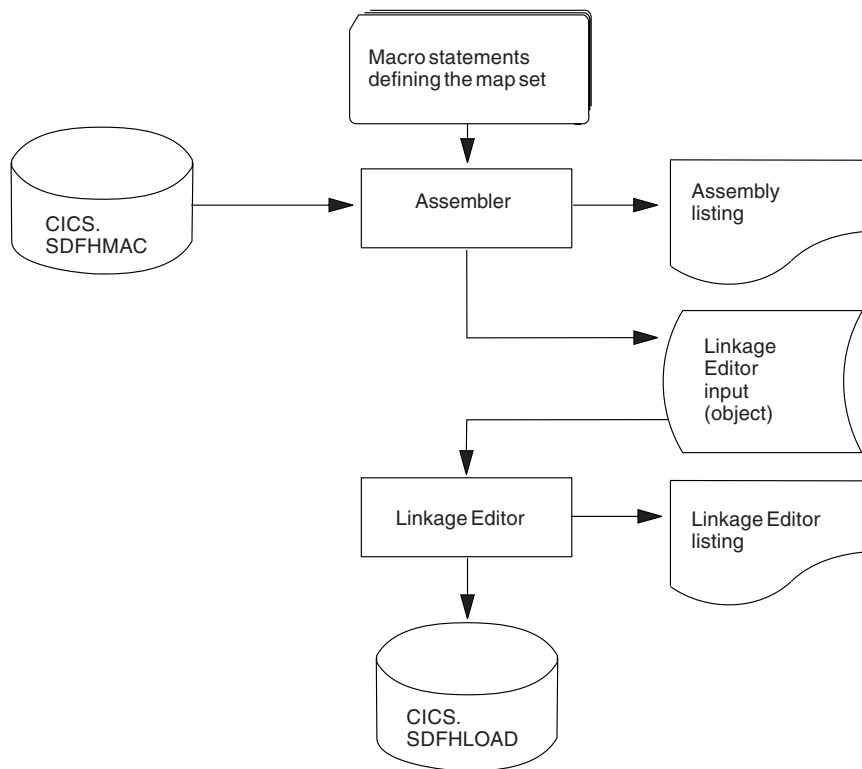 Macro statements
defining the map set
CICS.
SDFHMAC
Assembler
Assembly
listing
Linkage
Editor
input
(object)
Linkage Editor
Linkage Editor
listing
CICS.
SDFHLOAD